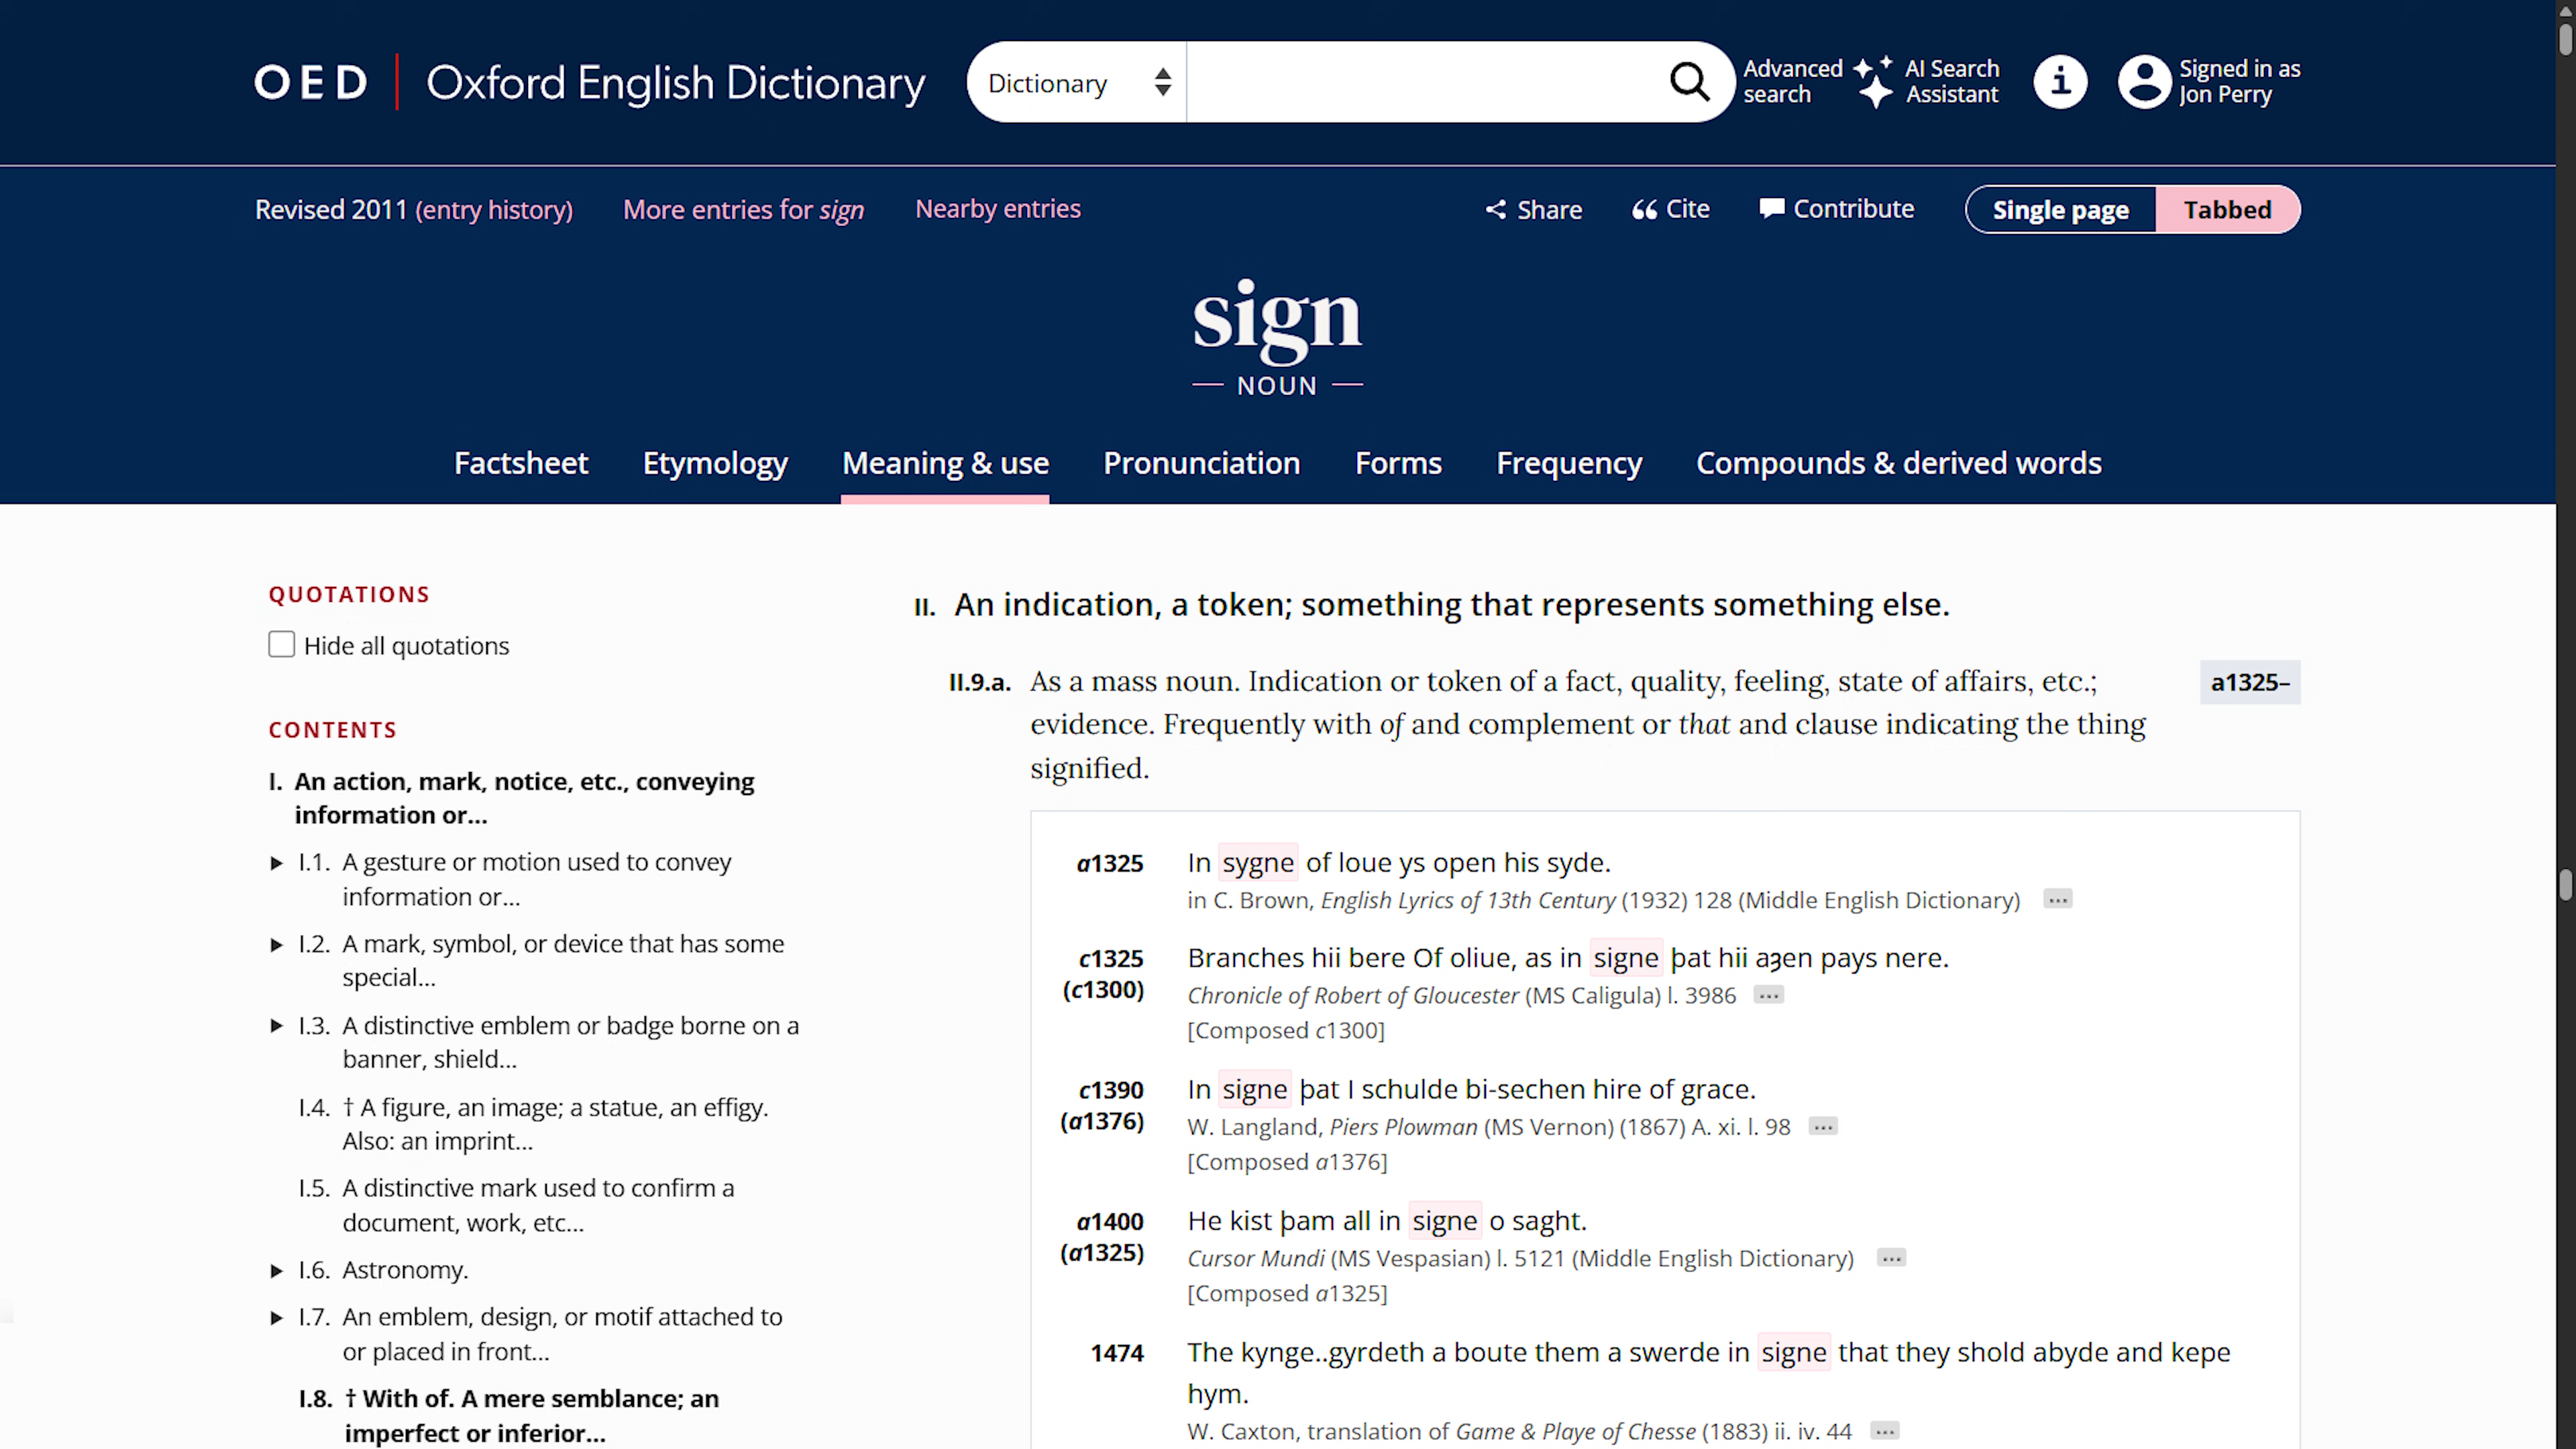 OED | Oxford English Dictionary
Dictionary
Advanced search
AI Search Assistant
Signed in as Jon Perry
Revised 2011 (entry history)
More entries for sign
Nearby entries
Share
Cite
Contribute
Single page
Tabbed
sign
NOUN
Factsheet
Etymology
Meaning & use
Pronunciation
Forms
Frequency
Compounds & derived words
QUOTATIONS
Hide all quotations
CONTENTS
I. An action, mark, notice, etc., conveying
information or...
I.1. A gesture or motion used to convey
information or...
I.2. A mark, symbol, or device that has some
special...
I.3. A distinctive emblem or badge borne on a
banner, shield...
I.4. † A figure, an image; a statue, an effigy.
Also: an imprint...
I.5. A distinctive mark used to confirm a
document, work, etc...
I.6. Astronomy.
I.7. An emblem, design, or motif attached to
or placed in front...
I.8. † With of. A mere semblance; an
imperfect or inferior...
II. An indication, a token; something that represents something else.
II.9.a. As a mass noun. Indication or token of a fact, quality, feeling, state of affairs, etc.;
a1325–
evidence. Frequently with of and complement or that and clause indicating the thing
signified.
a1325 In sygne of loue ys open his syde.
in C. Brown, English Lyrics of 13th Century (1932) 128 (Middle English Dictionary) ...
c1325 Branches hii bere Of oliue, as in signe þat hii aȝen pays nere.
(c1300) Chronicle of Robert of Gloucester (MS Caligula) l. 3986 ...
[Composed c1300]
c1390 In signe þat I schulde bi-sechen hire of grace.
(a1376) W. Langland, Piers Plowman (MS Vernon) (1867) A. xi. l. 98 ...
[Composed a1376]
a1400 He kist þam all in signe o saght.
(a1325) Cursor Mundi (MS Vespasian) l. 5121 (Middle English Dictionary) ...
[Composed a1325]
1474 The kynge..gyrdeth a boute them a swerde in signe that they shold abyde and kepe
hym.
W. Caxton, translation of Game & Playe of Chesse (1883) ii. iv. 44 ...